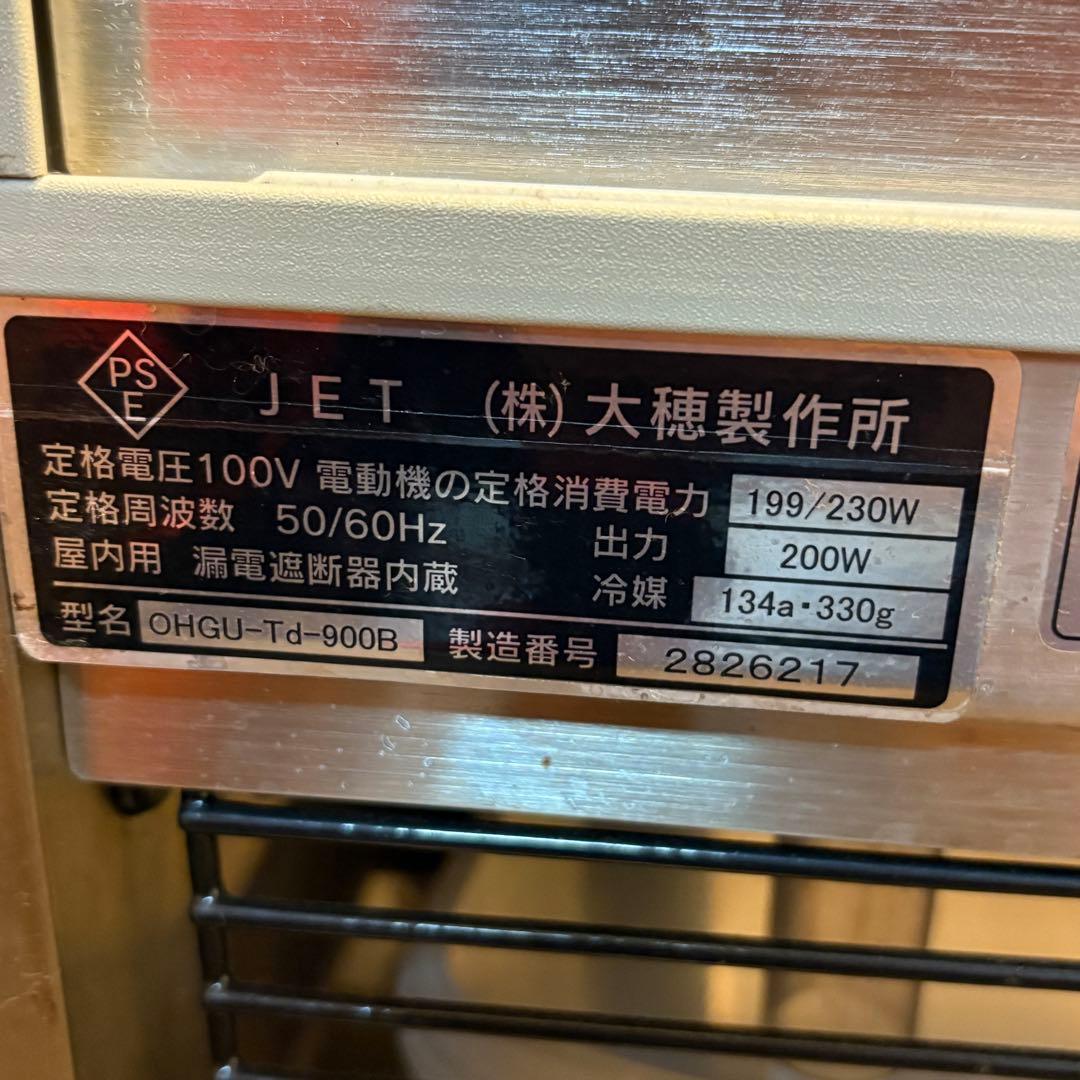 PS
E
JET (株)大穂製作所
定格電圧100V 電動機の定格消費電力 199/230W
定格周波数 50/60Hz 出力 200W
屋内用 漏電遮断器内蔵 冷媒 134a・330g
型名 OHGU-Td-900B 製造番号 2826217